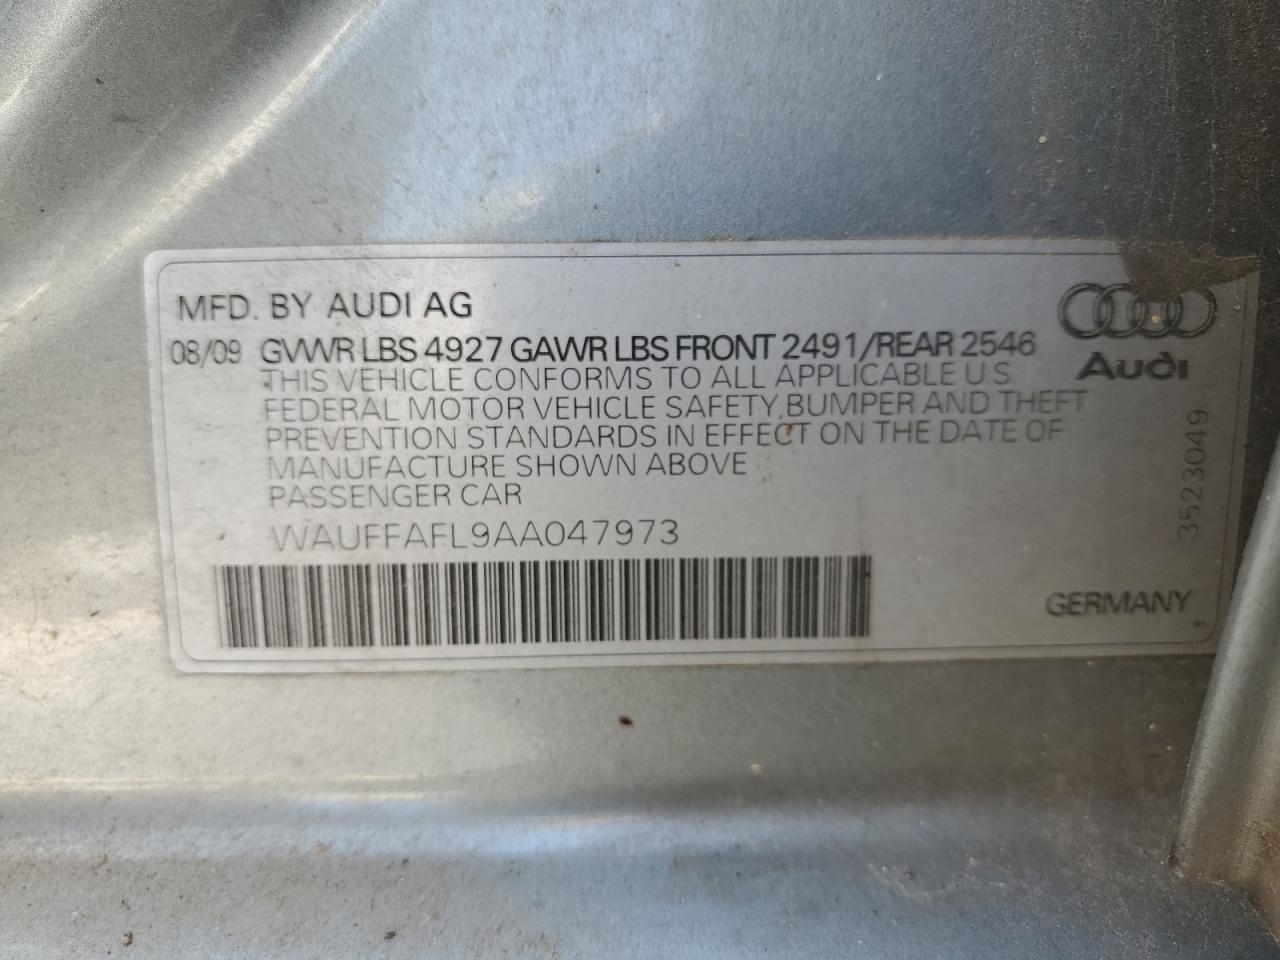 MFD. BY AUDI AG
08/09 GVWR LBS 4927 GAWR LBS FRONT 2491/REAR 2546
THIS VEHICLE CONFORMS TO ALL APPLICABLE U.S.
FEDERAL MOTOR VEHICLE SAFETY, BUMPER AND THEFT
PREVENTION STANDARDS IN EFFECT ON THE DATE OF
MANUFACTURE SHOWN ABOVE
PASSENGER CAR
WAUFFAFL9AA047973
Audi
3523049
GERMANY